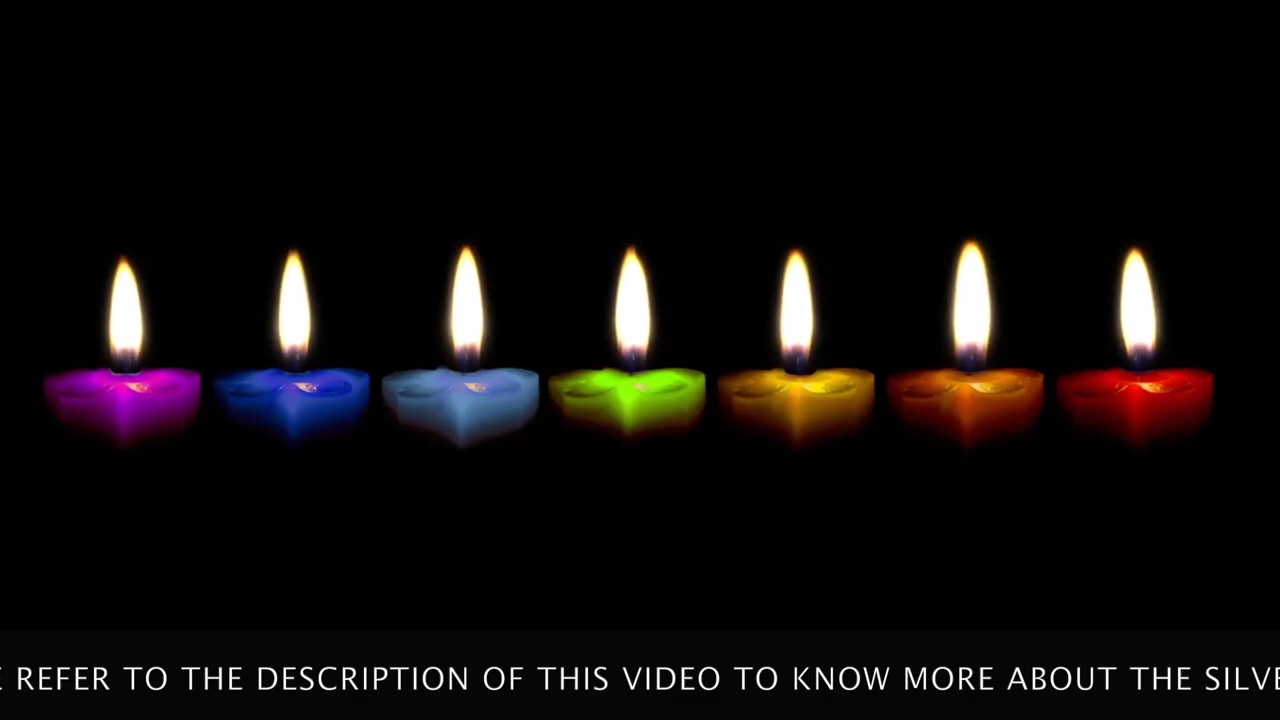 REFER TO THE DESCRIPTION OF THIS VIDEO TO KNOW MORE ABOUT THE